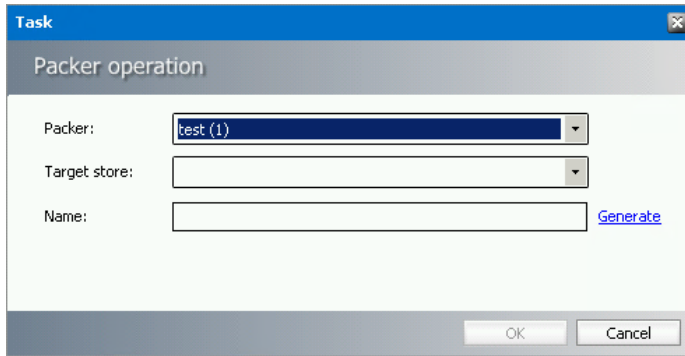 Task
Packer operation
Packer: test (1)
Target store:
Name: Generate
OK Cancel